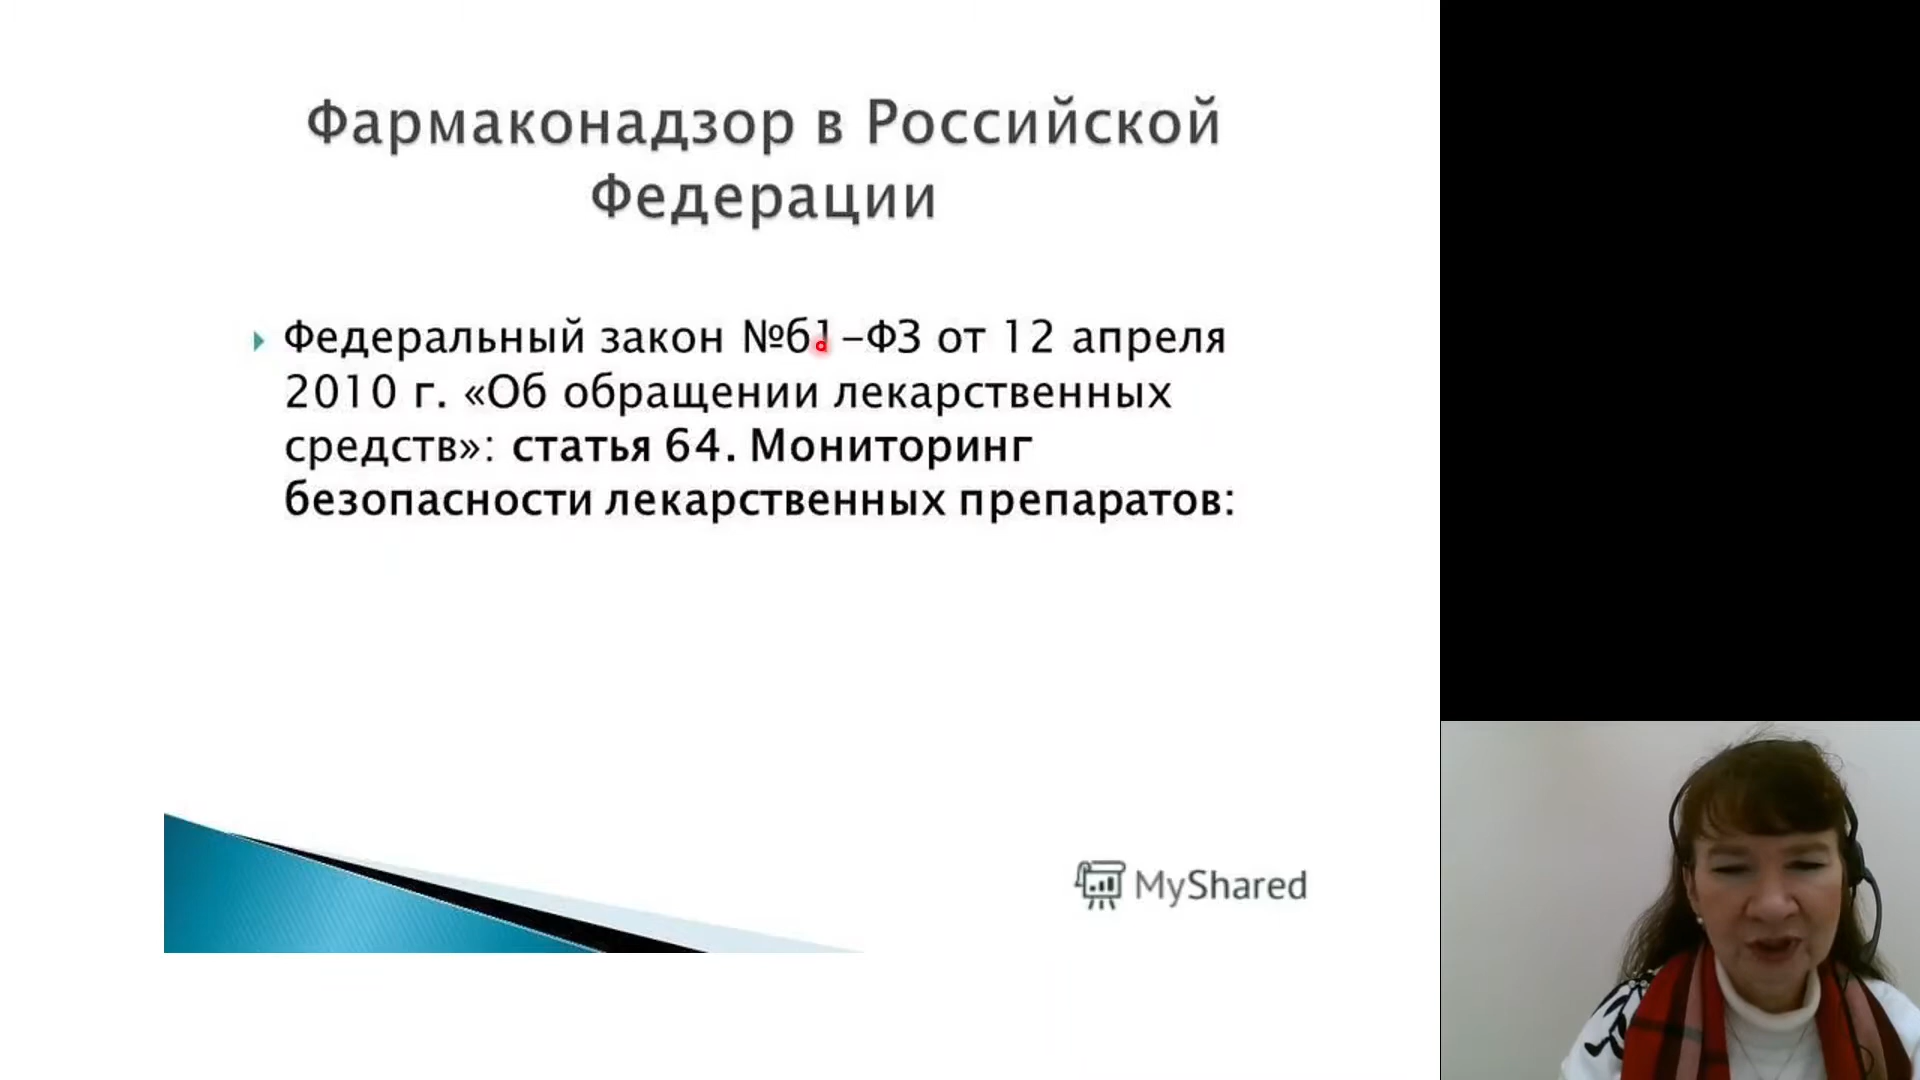 Фармаконадзор в Российской
Федерации
Федеральный закон №б1-ФЗ от 12 апреля
2010 г. «Об обращении лекарственных
средств»: статья 64. Мониторинг
безопасности лекарственных препаратов:
MyShared